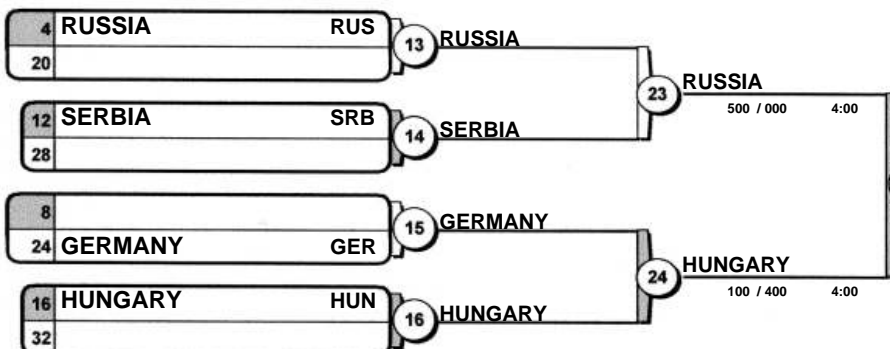 4 RUSSIA RUS
20
13 RUSSIA
12 SERBIA SRB
28
14 SERBIA
23 RUSSIA
500 / 000 4:00
8
24 GERMANY GER
15 GERMANY
16 HUNGARY HUN
32
16 HUNGARY
24 HUNGARY
100 / 400 4:00